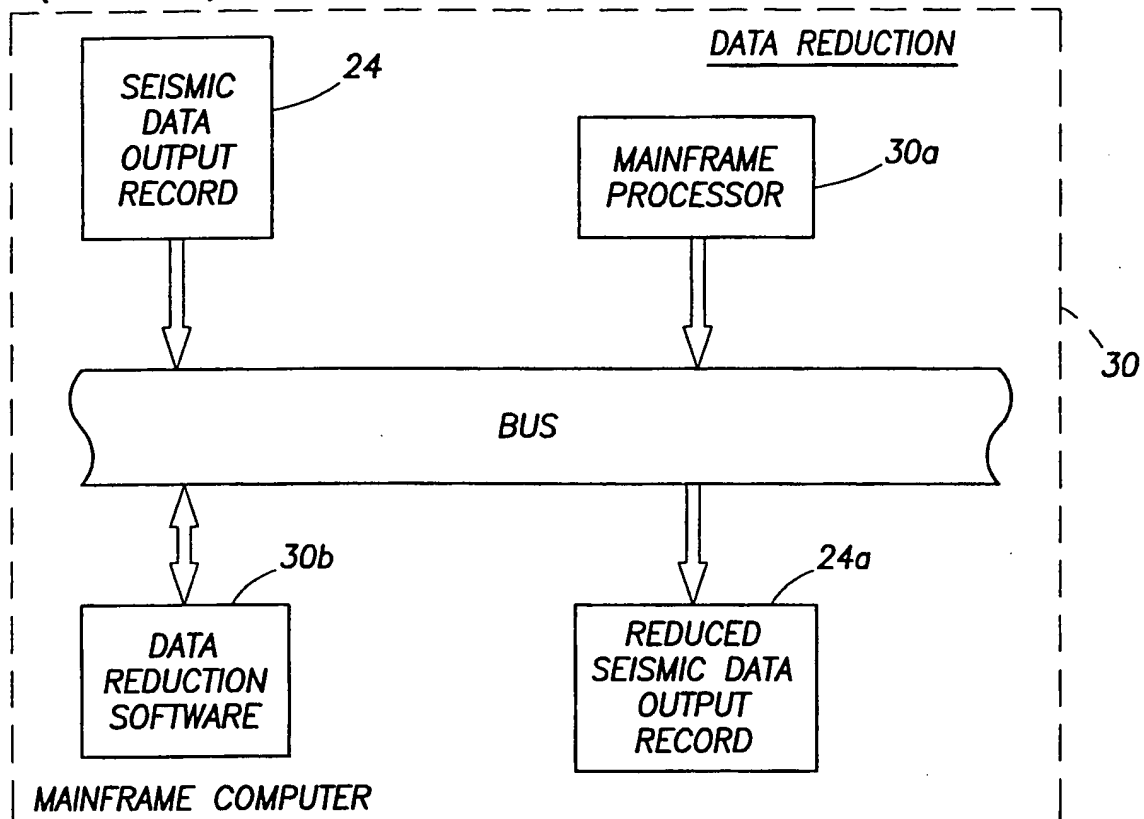 DATA REDUCTION
24
SEISMIC
DATA
OUTPUT
RECORD
30a
MAINFRAME
PROCESSOR
30
BUS
30b
DATA
REDUCTION
SOFTWARE
24a
REDUCED
SEISMIC DATA
OUTPUT
RECORD
MAINFRAME COMPUTER